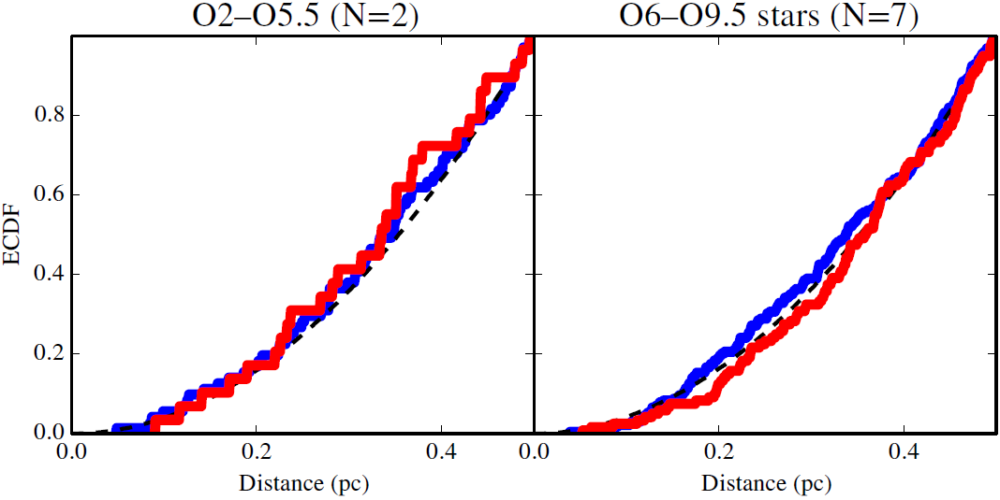 O2–O5.5 (N=2)
O6–O9.5 stars (N=7)
ECDF
0.8
0.6
0.4
0.2
0.0
0.0 0.2 0.4 0.0 0.2 0.4
Distance (pc)
Distance (pc)